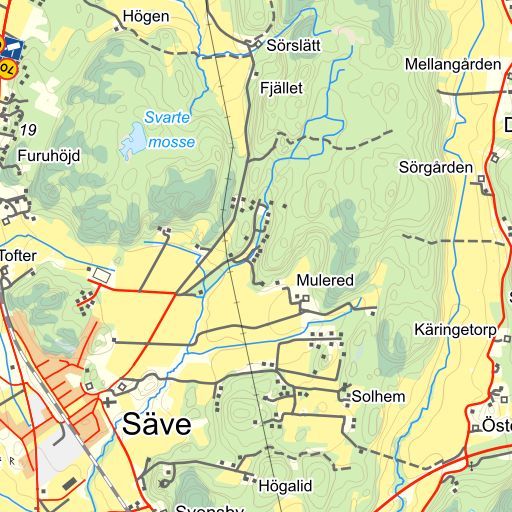 Högen
Sörslätt
Mellangården
Fjället
Svarte
mosse
19
Furuhöjd
Sörgården
Tofter
Mulered
Käringetorp
Solhem
Säve
Högalid